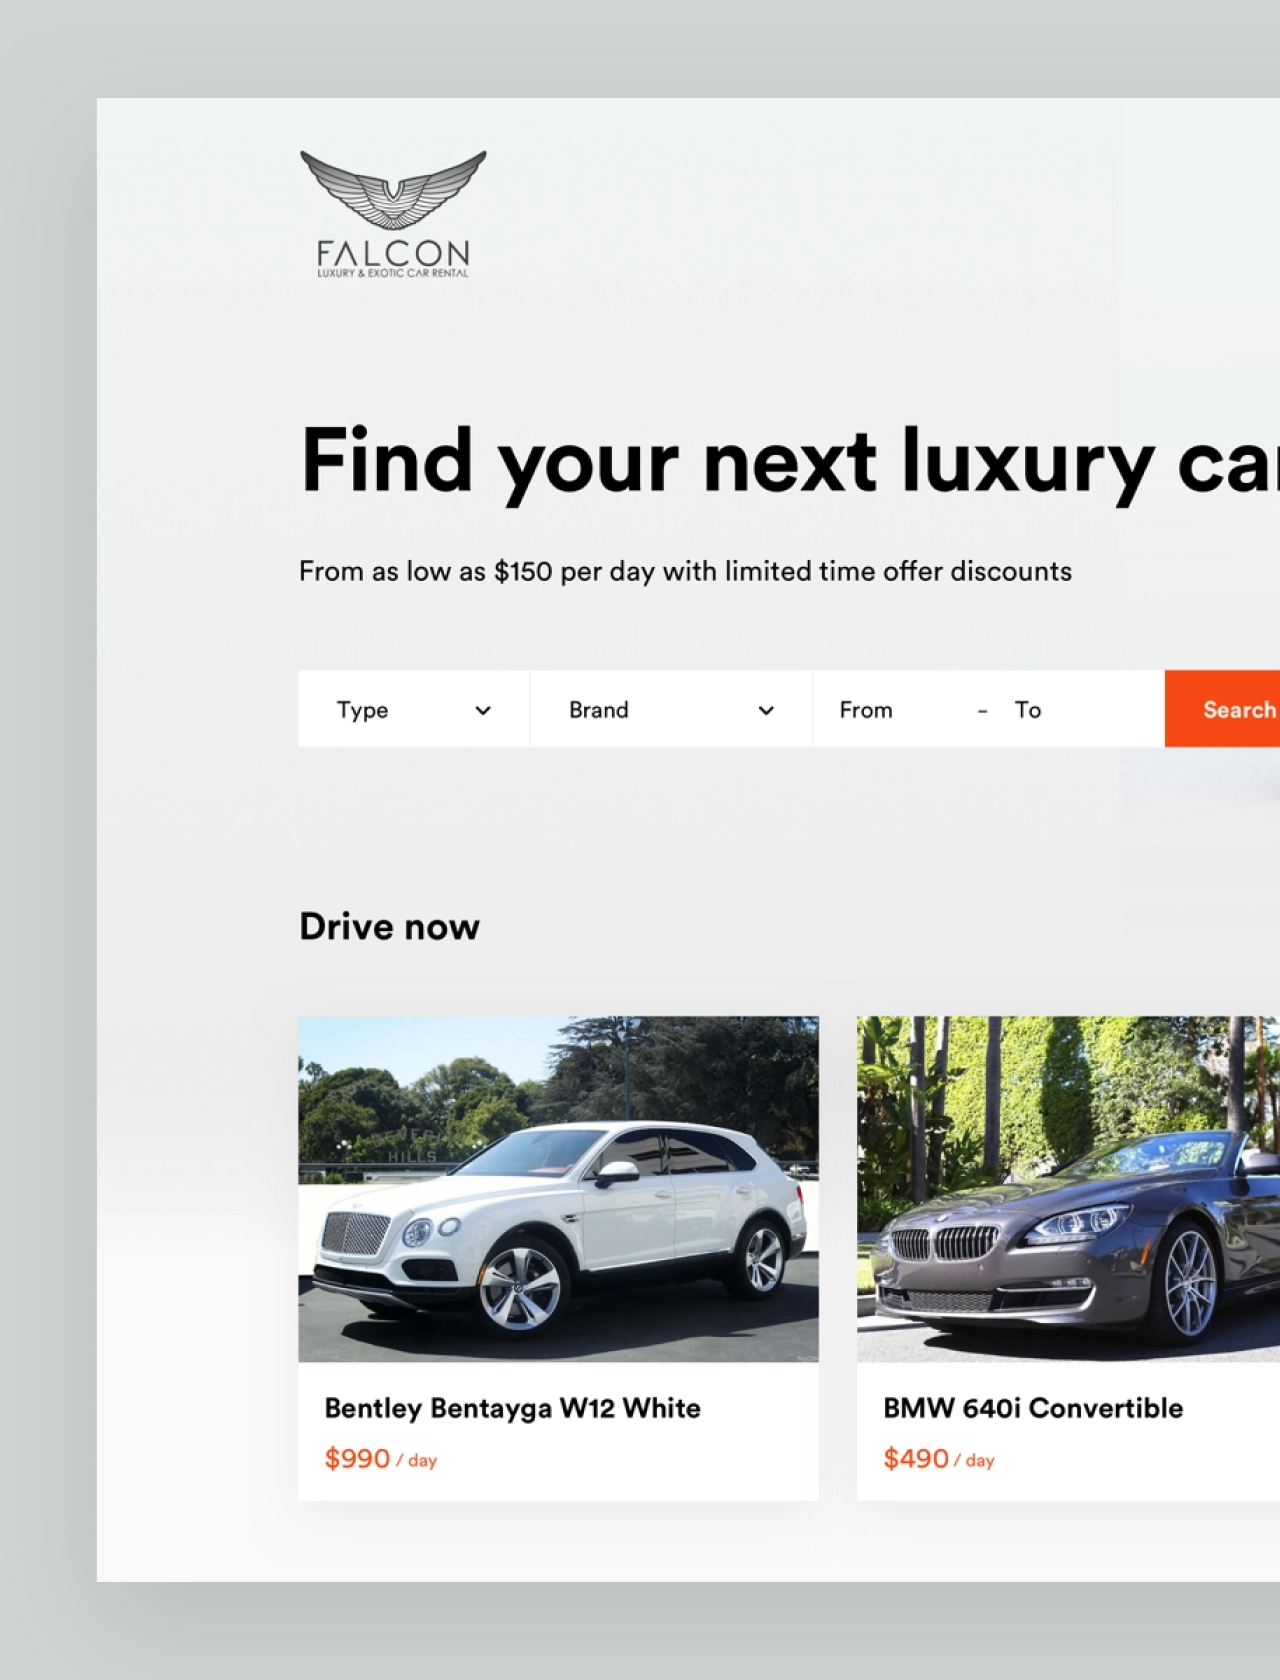 FALCON
LUXURY & EXOTIC CAR RENTAL
Find your next luxury car
From as low as $150 per day with limited time offer discounts
Type
Brand
From - To
Search
Drive now
HILLS
Bentley Bentayga W12 White
$990 / day
BMW 640i Convertible
$490 / day